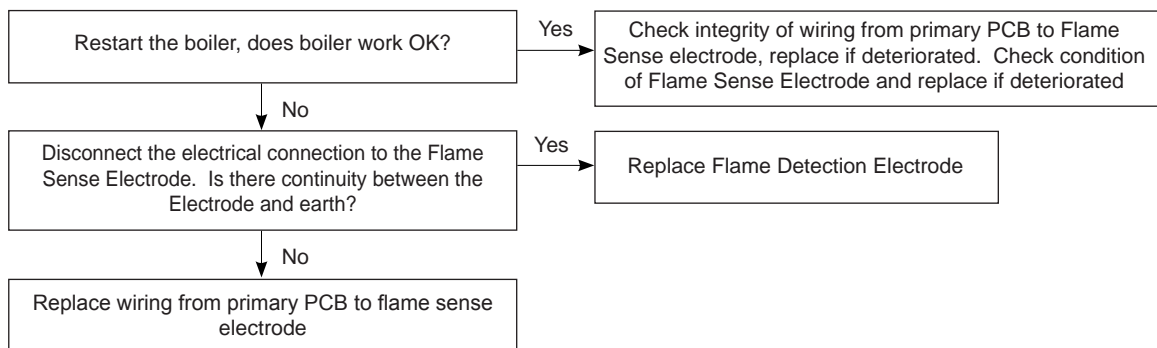 Restart the boiler, does boiler work OK?
Yes
Check integrity of wiring from primary PCB to Flame
Sense electrode, replace if deteriorated. Check condition
of Flame Sense Electrode and replace if deteriorated
No
Disconnect the electrical connection to the Flame
Sense Electrode. Is there continuity between the
Electrode and earth?
Yes
Replace Flame Detection Electrode
No
Replace wiring from primary PCB to flame sense
electrode